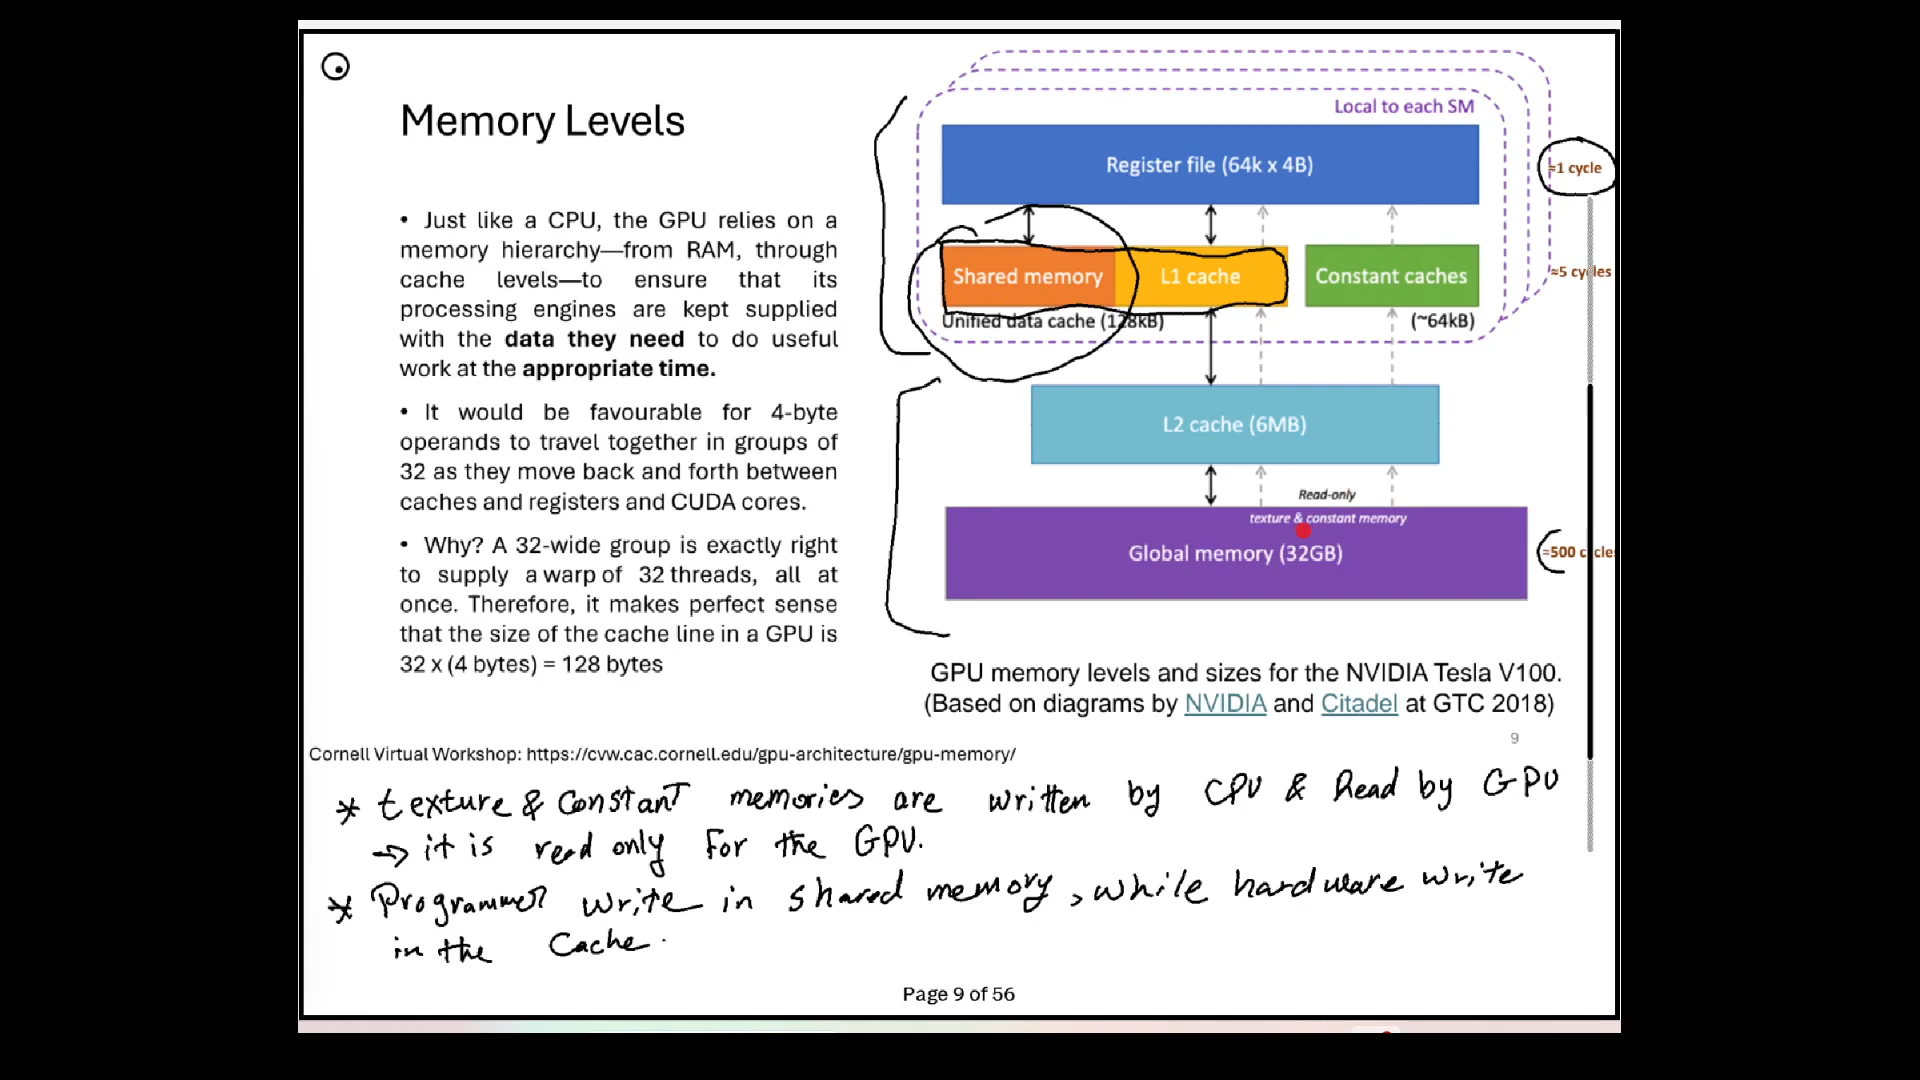 Memory Levels
• Just like a CPU, the GPU relies on a
memory hierarchy—from RAM, through
cache levels—to ensure that its
processing engines are kept supplied
with the data they need to do useful
work at the appropriate time.
• It would be favourable for 4-byte
operands to travel together in groups of
32 as they move back and forth between
caches and registers and CUDA cores.
• Why? A 32-wide group is exactly right
to supply a warp of 32 threads, all at
once. Therefore, it makes perfect sense
that the size of the cache line in a GPU is
32 x (4 bytes) = 128 bytes
Local to each SM
Register file (64k x 4B)
≈1 cycle
Shared memory L1 cache Constant caches
≈5 cycles
Unified data cache (128kB) (~64kB)
L2 cache (6MB)
Read-only
texture & constant memory
Global memory (32GB)
≈500 cycles
GPU memory levels and sizes for the NVIDIA Tesla V100.
(Based on diagrams by NVIDIA and Citadel at GTC 2018)
9
Cornell Virtual Workshop: https://cvw.cac.cornell.edu/gpu-architecture/gpu-memory/
* texture & Constant memories are written by CPU & Read by GPU
→ it is read only for the GPU.
* Programmer write in shared memory, while hardware write
in the Cache.
Page 9 of 56